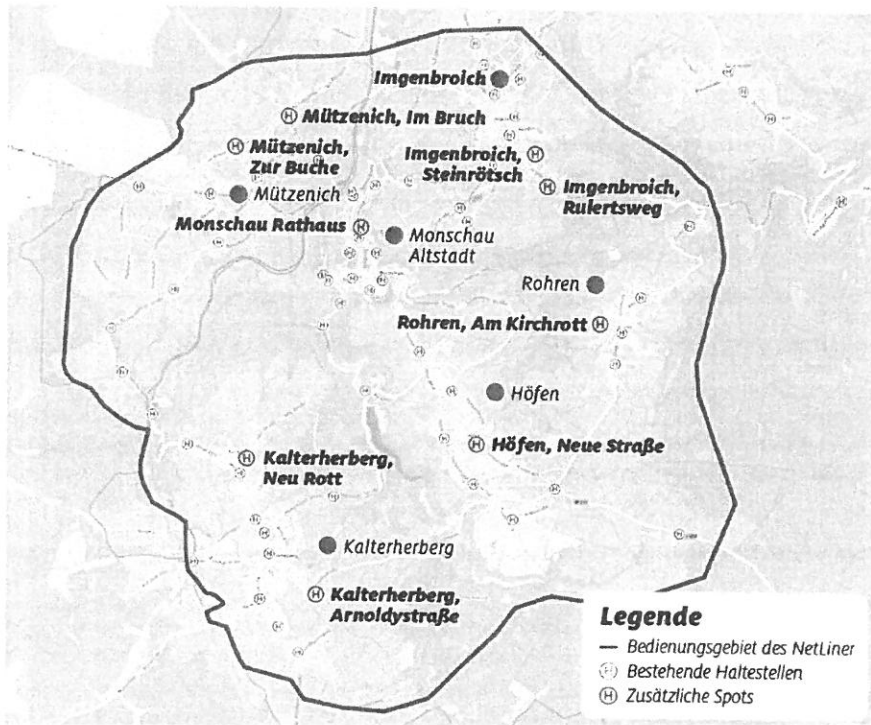 Imgenbroich
Mützenich, Im Bruch
Mützenich,
Zur Buche
Imgenbroich,
Steinrötsch
Mützenich
Imgenbroich,
Rulertsweg
Monschau Rathaus
Monschau
Altstadt
Rohren
Rohren, Am Kirchrott
Höfen
Höfen, Neue Straße
Kalterherberg,
Neu Rott
Kalterherberg
Kalterherberg,
Arnoldystraße
Legende
Bedienungsgebiet des NetLiner
H Bestehende Haltestellen
H Zusätzliche Spots